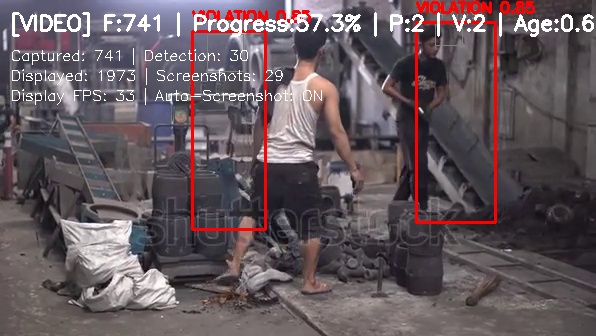 VIOLATION 0.85
[VIDEO] F:741 | Progress:57.3% | P:2 | V:2 | Age:0.6
Captured: 741 | Detection: 30
Displayed: 1973 | Screenshots: 29
Display FPS: 33 | Auto-Screenshot: ON
shutterstock